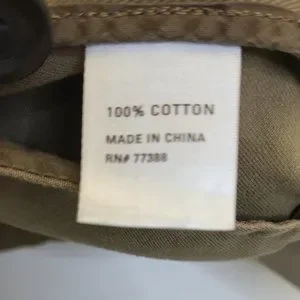 100% COTTON
MADE IN CHINA
RN# 77388